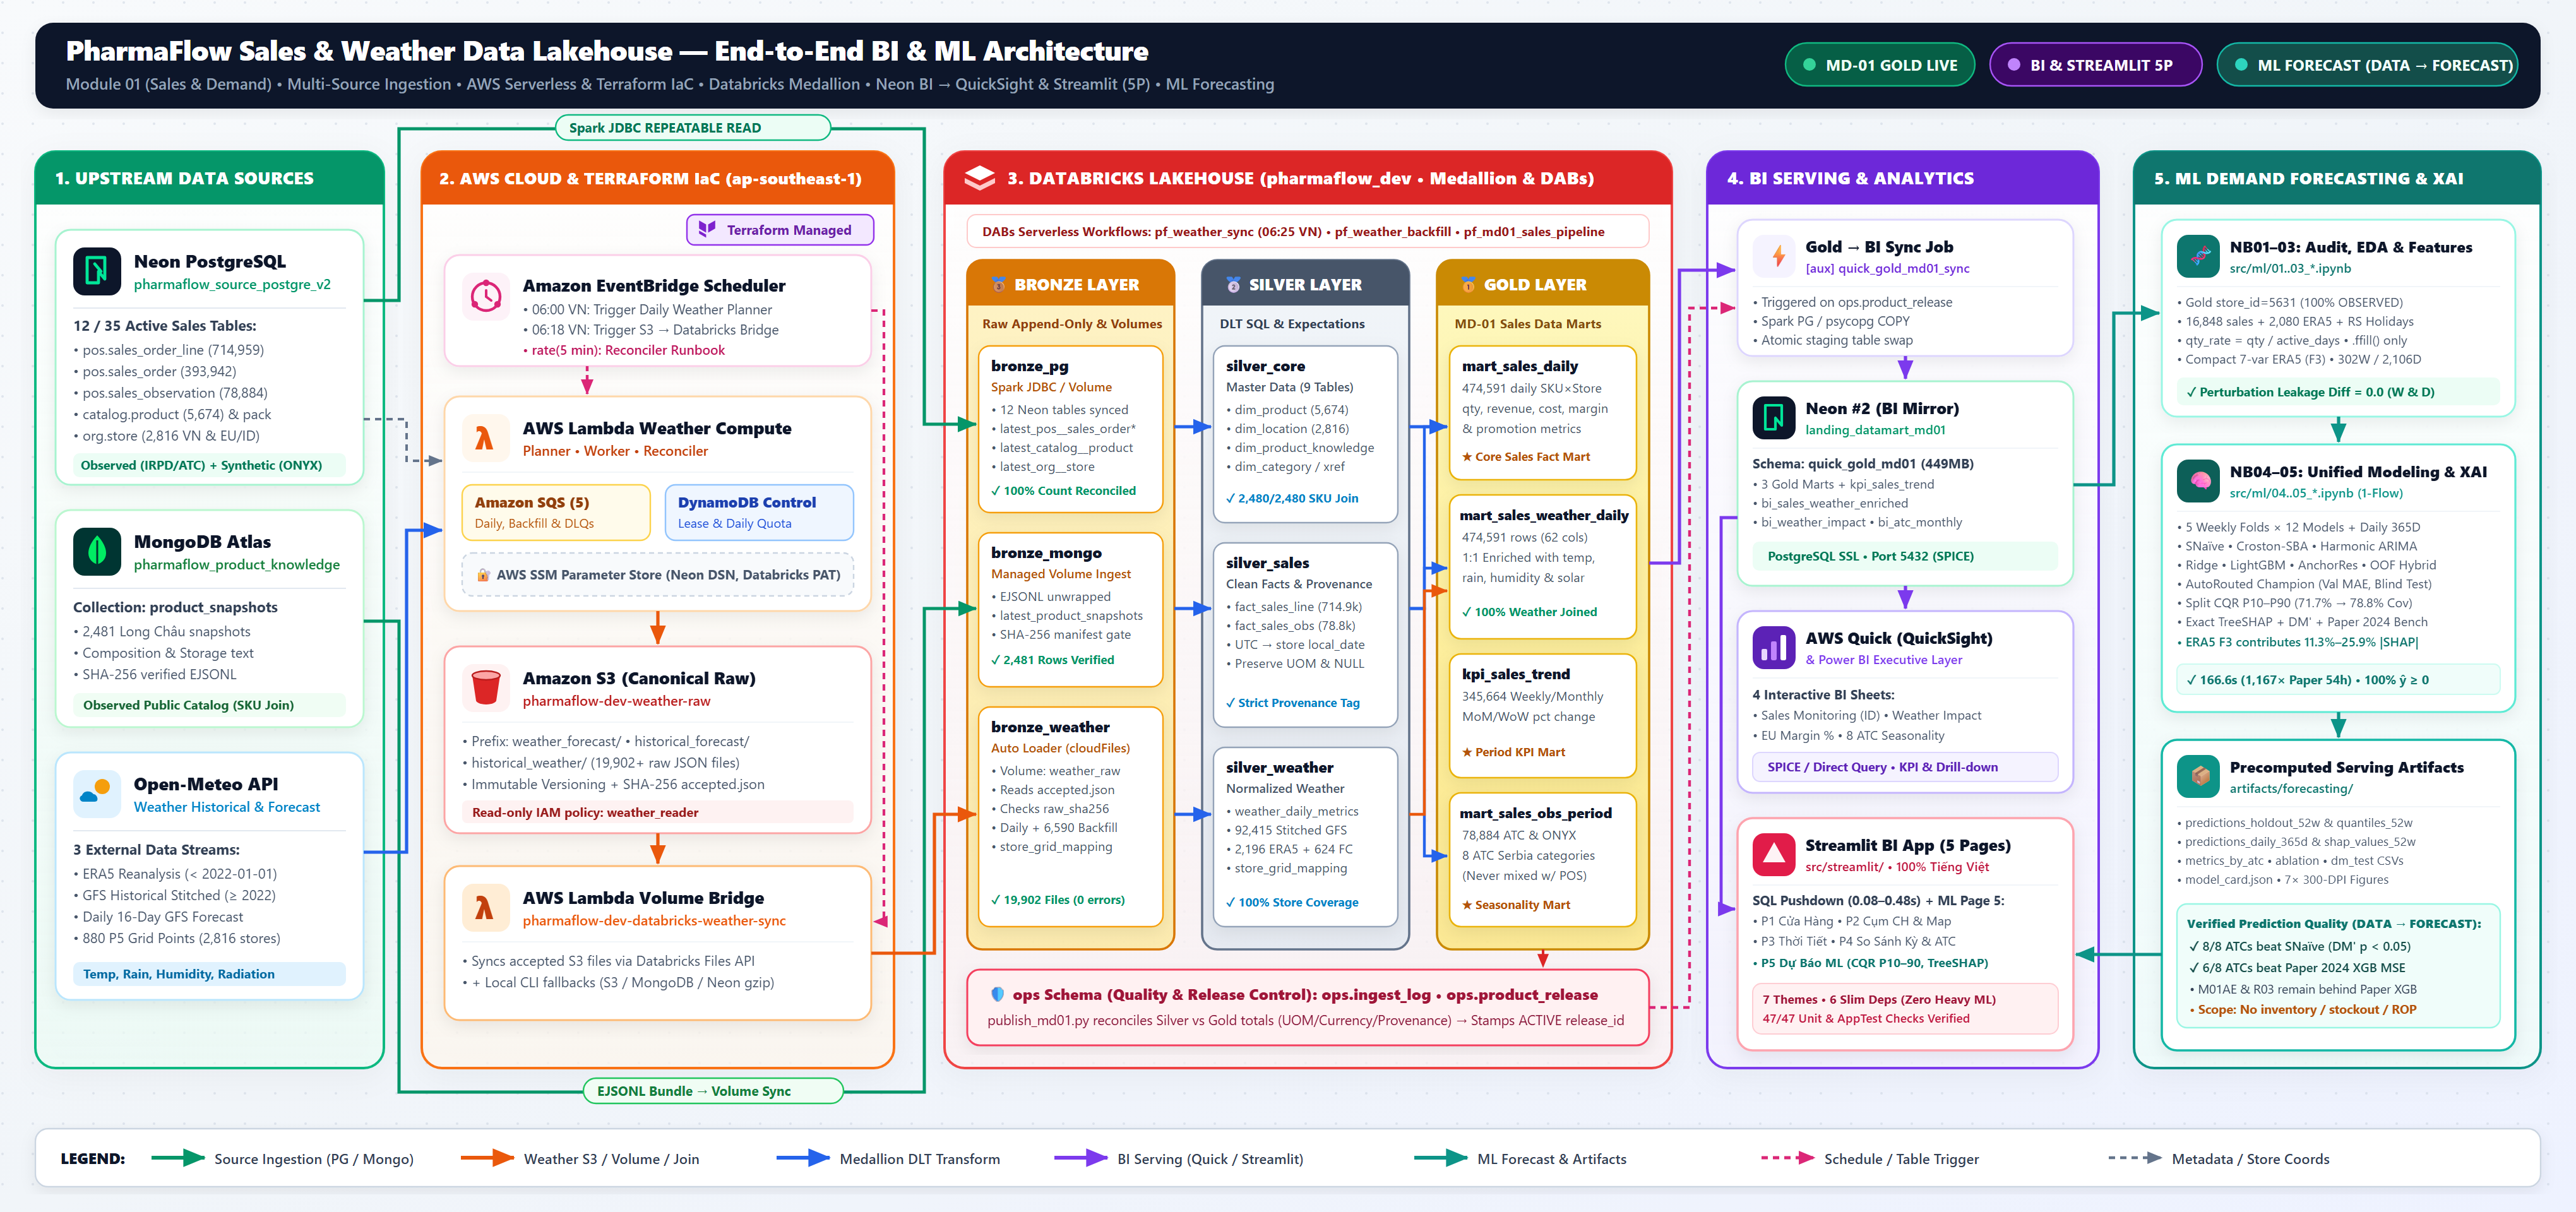 PharmaFlow Sales & Weather Data Lakehouse — End-to-End BI & ML Architecture
Module 01 (Sales & Demand) • Multi-Source Ingestion • AWS Serverless & Terraform IaC • Databricks Medallion • Neon BI → QuickSight & Streamlit (5P) • ML Forecasting
MD-01 GOLD LIVE
BI & STREAMLIT 5P
ML FORECAST (DATA → FORECAST)
Spark JDBC REPEATABLE READ
1. UPSTREAM DATA SOURCES
Neon PostgreSQL
pharmaflow_source_postgre_v2
12 / 35 Active Sales Tables:
• pos.sales_order_line (714,959)
• pos.sales_order (393,942)
• pos.sales_observation (78,884)
• catalog.product (5,674) & pack
• org.store (2,816 VN & EU/ID)
Observed (IRPD/ATC) + Synthetic (ONYX)
MongoDB Atlas
pharmaflow_product_knowledge
Collection: product_snapshots
• 2,481 Long Châu snapshots
• Composition & Storage text
• SHA-256 verified EJSONL
Observed Public Catalog (SKU Join)
Open-Meteo API
Weather Historical & Forecast
3 External Data Streams:
• ERA5 Reanalysis (< 2022-01-01)
• GFS Historical Stitched (≥ 2022)
• Daily 16-Day GFS Forecast
• 880 P5 Grid Points (2,816 stores)
Temp, Rain, Humidity, Radiation
2. AWS CLOUD & TERRAFORM IaC (ap-southeast-1)
Terraform Managed
Amazon EventBridge Scheduler
• 06:00 VN: Trigger Daily Weather Planner
• 06:18 VN: Trigger S3 → Databricks Bridge
• rate(5 min): Reconciler Runbook
AWS Lambda Weather Compute
Planner • Worker • Reconciler
Amazon SQS (5)
Daily, Backfill & DLQs
DynamoDB Control
Lease & Daily Quota
AWS SSM Parameter Store (Neon DSN, Databricks PAT)
Amazon S3 (Canonical Raw)
pharmaflow-dev-weather-raw
• Prefix: weather_forecast/ • historical_forecast/
• historical_weather/ (19,902+ raw JSON files)
• Immutable Versioning + SHA-256 accepted.json
Read-only IAM policy: weather_reader
AWS Lambda Volume Bridge
pharmaflow-dev-databricks-weather-sync
• Syncs accepted S3 files via Databricks Files API
• + Local CLI fallbacks (S3 / MongoDB / Neon gzip)
EJSONL Bundle → Volume Sync
3. DATABRICKS LAKEHOUSE (pharmaflow_dev • Medallion & DABs)
DABs Serverless Workflows: pf_weather_sync (06:25 VN) • pf_weather_backfill • pf_md01_sales_pipeline
BRONZE LAYER
Raw Append-Only & Volumes
bronze_pg
Spark JDBC / Volume
• 12 Neon tables synced
• latest_pos__sales_order*
• latest_catalog__product
• latest_org__store
✓ 100% Count Reconciled
bronze_mongo
Managed Volume Ingest
• EJSONL unwrapped
• latest_product_snapshots
• SHA-256 manifest gate
✓ 2,481 Rows Verified
bronze_weather
Auto Loader (cloudFiles)
• Volume: weather_raw
• Reads accepted.json
• Checks raw_sha256
• Daily + 6,590 Backfill
• store_grid_mapping
✓ 19,902 Files (0 errors)
SILVER LAYER
DLT SQL & Expectations
silver_core
Master Data (9 Tables)
• dim_product (5,674)
• dim_location (2,816)
• dim_product_knowledge
• dim_category / xref
✓ 2,480/2,480 SKU Join
silver_sales
Clean Facts & Provenance
• fact_sales_line (714.9k)
• fact_sales_obs (78.8k)
• UTC → store local_date
• Preserve UOM & NULL
✓ Strict Provenance Tag
silver_weather
Normalized Weather
• weather_daily_metrics
• 92,415 Stitched GFS
• 2,196 ERA5 + 624 FC
• store_grid_mapping
✓ 100% Store Coverage
GOLD LAYER
MD-01 Sales Data Marts
mart_sales_daily
474,591 daily SKU×Store
qty, revenue, cost, margin
& promotion metrics
★ Core Sales Fact Mart
mart_sales_weather_daily
474,591 rows (62 cols)
1:1 Enriched with temp,
rain, humidity & solar
✓ 100% Weather Joined
kpi_sales_trend
345,664 Weekly/Monthly
MoM/WoW pct change
★ Period KPI Mart
mart_sales_obs_period
78,884 ATC & ONYX
8 ATC Serbia categories
(Never mixed w/ POS)
★ Seasonality Mart
ops Schema (Quality & Release Control): ops.ingest_log • ops.product_release
publish_md01.py reconciles Silver vs Gold totals (UOM/Currency/Provenance) → Stamps ACTIVE release_id
4. BI SERVING & ANALYTICS
Gold → BI Sync Job
[aux] quick_gold_md01_sync
• Triggered on ops.product_release
• Spark PG / psycopg COPY
• Atomic staging table swap
Neon #2 (BI Mirror)
landing_datamart_md01
Schema: quick_gold_md01 (449MB)
• 3 Gold Marts + kpi_sales_trend
• bi_sales_weather_enriched
• bi_weather_impact • bi_atc_monthly
PostgreSQL SSL • Port 5432 (SPICE)
AWS Quick (QuickSight)
& Power BI Executive Layer
4 Interactive BI Sheets:
• Sales Monitoring (ID) • Weather Impact
• EU Margin % • 8 ATC Seasonality
SPICE / Direct Query • KPI & Drill-down
Streamlit BI App (5 Pages)
src/streamlit/ • 100% Tiếng Việt
SQL Pushdown (0.08–0.48s) + ML Page 5:
• P1 Cửa Hàng • P2 Cụm CH & Map
• P3 Thời Tiết • P4 So Sánh Kỳ & ATC
• P5 Dự Báo ML (CQR P10–90, TreeSHAP)
7 Themes • 6 Slim Deps (Zero Heavy ML)
47/47 Unit & AppTest Checks Verified
5. ML DEMAND FORECASTING & XAI
NB01–03: Audit, EDA & Features
src/ml/01..03_*.ipynb
• Gold store_id=5631 (100% OBSERVED)
• 16,848 sales + 2,080 ERA5 + RS Holidays
• qty_rate = qty / active_days • .ffill() only
• Compact 7-var ERA5 (F3) • 302W / 2,106D
✓ Perturbation Leakage Diff = 0.0 (W & D)
NB04–05: Unified Modeling & XAI
src/ml/04..05_*.ipynb (1-Flow)
• 5 Weekly Folds × 12 Models + Daily 365D
• SNaïve • Croston-SBA • Harmonic ARIMA
• Ridge • LightGBM • AnchorRes • OOF Hybrid
• AutoRouted Champion (Val MAE, Blind Test)
• Split CQR P10–P90 (71.7% → 78.8% Cov)
• Exact TreeSHAP + DM' + Paper 2024 Bench
• ERA5 F3 contributes 11.3%–25.9% |SHAP|
✓ 166.6s (1,167× Paper 54h) • 100% ŷ ≥ 0
Precomputed Serving Artifacts
artifacts/forecasting/
• predictions_holdout_52w & quantiles_52w
• predictions_daily_365d & shap_values_52w
• metrics_by_atc • ablation • dm_test CSVs
• model_card.json • 7× 300-DPI Figures
Verified Prediction Quality (DATA → FORECAST):
✓ 8/8 ATCs beat SNaïve (DM' p < 0.05)
✓ 6/8 ATCs beat Paper 2024 XGB MSE
• M01AE & R03 remain behind Paper XGB
• Scope: No inventory / stockout / ROP
LEGEND:
Source Ingestion (PG / Mongo)
Weather S3 / Volume / Join
Medallion DLT Transform
BI Serving (Quick / Streamlit)
ML Forecast & Artifacts
Schedule / Table Trigger
Metadata / Store Coords